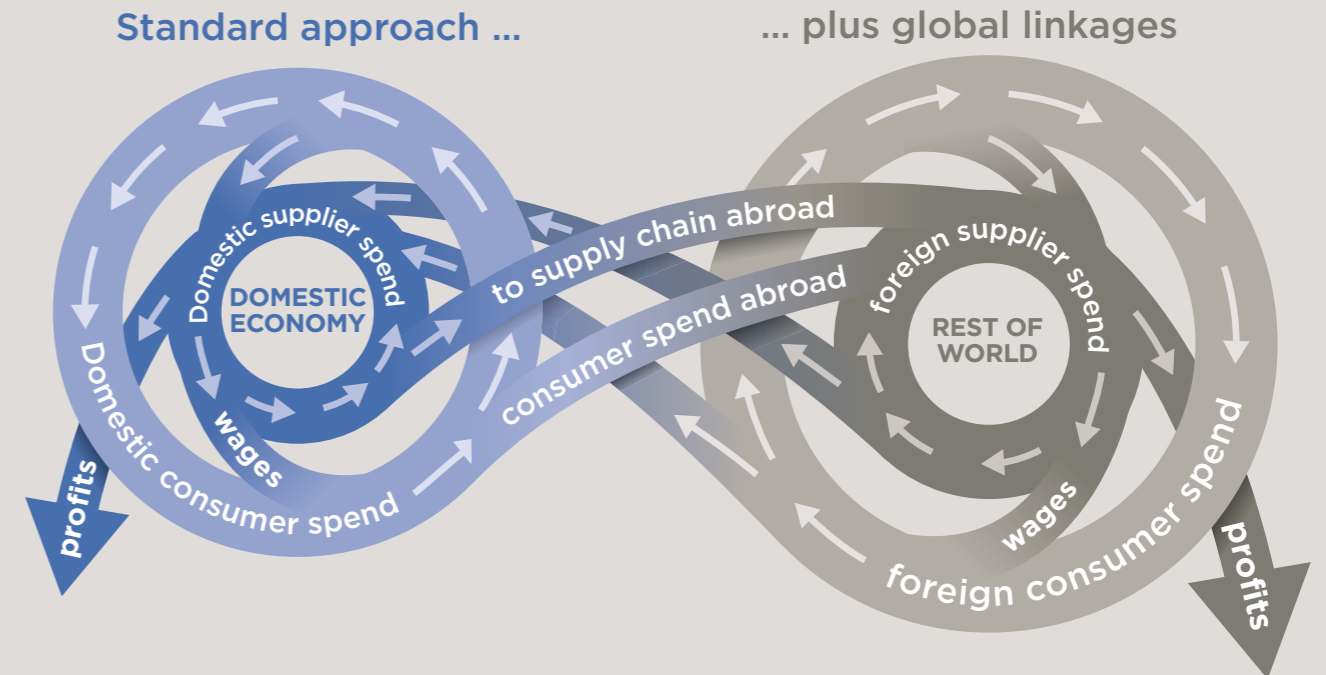 Standard approach ...
... plus global linkages
Domestic supplier spend
DOMESTIC
ECONOMY
Domestic consumer spend
wages
profits
to supply chain abroad
consumer spend abroad
foreign supplier spend
REST OF
WORLD
wages
foreign consumer spend
profits